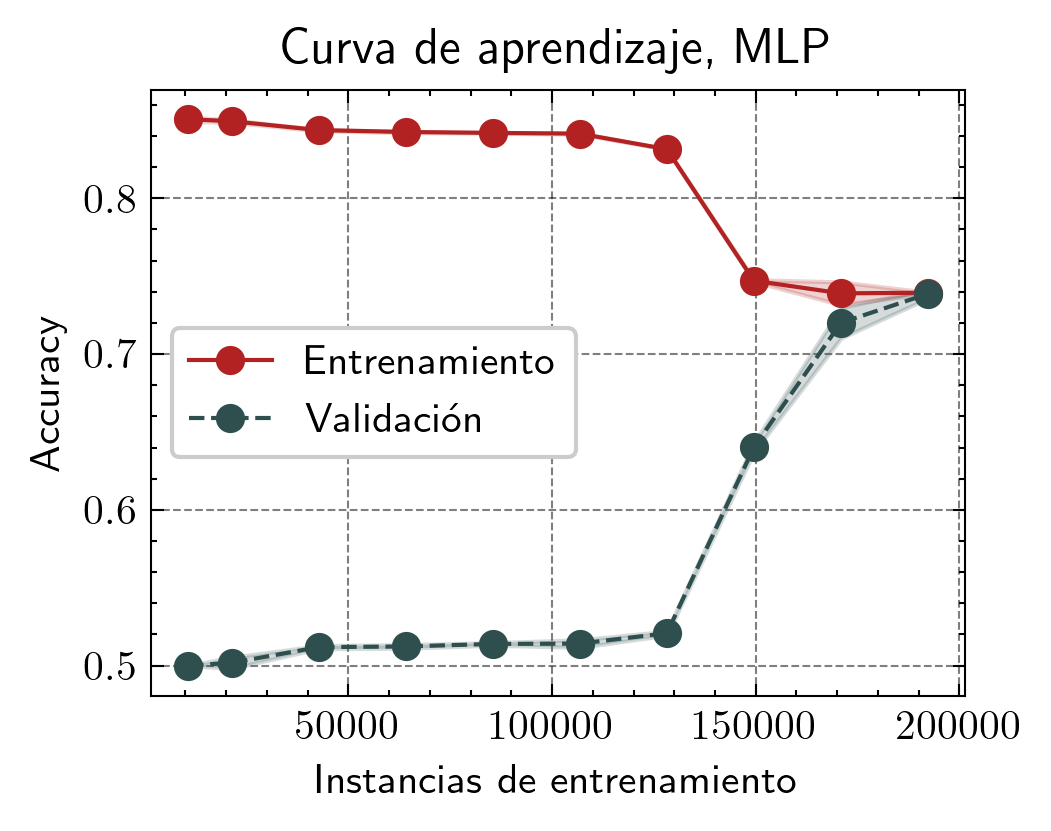 Curva de aprendizaje, MLP
0.8
0.7
0.6
0.5
Accuracy
Entrenamiento
Validación
50000 100000 150000 200000
Instancias de entrenamiento